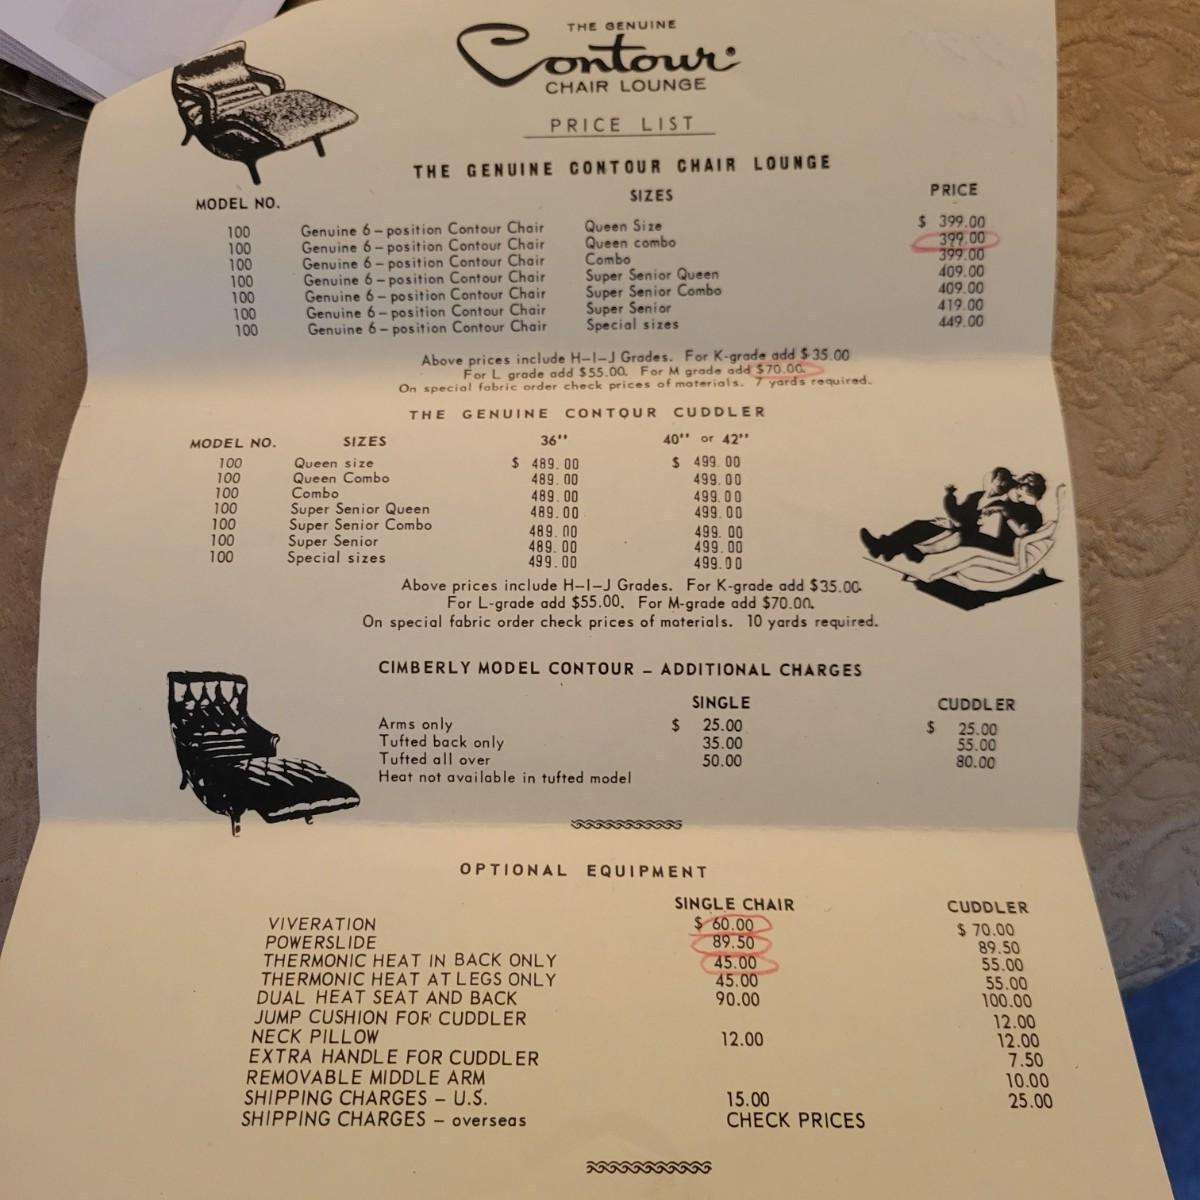 THE GENUINE
Contour®
CHAIR LOUNGE
PRICE LIST
THE GENUINE CONTOUR CHAIR LOUNGE
MODEL NO. SIZES PRICE
100 Genuine 6-position Contour Chair Queen Size $ 399.00
100 Genuine 6-position Contour Chair Queen combo 399.00
100 Genuine 6-position Contour Chair Combo 399.00
100 Genuine 6-position Contour Chair Super Senior Queen 409.00
100 Genuine 6-position Contour Chair Super Senior Combo 409.00
100 Genuine 6-position Contour Chair Super Senior 419.00
100 Genuine 6-position Contour Chair Special sizes 449.00
Above prices include H-I-J Grades. For K-grade add $35.00
For L grade add $55.00. For M grade add $70.00.
On special fabric order check prices of materials. 7 yards required.
THE GENUINE CONTOUR CUDDLER
MODEL NO. SIZES 36'' 40'' or 42''
100 Queen size $ 489.00 $ 499.00
100 Queen Combo 489.00 499.00
100 Combo 489.00 499.00
100 Super Senior Queen 489.00 499.00
100 Super Senior Combo 489.00 499.00
100 Super Senior 489.00 499.00
100 Special sizes 499.00 499.00
Above prices include H-I-J Grades. For K-grade add $35.00.
For L-grade add $55.00. For M-grade add $70.00.
On special fabric order check prices of materials. 10 yards required.
CIMBERLY MODEL CONTOUR - ADDITIONAL CHARGES
SINGLE CUDDLER
Arms only $ 25.00 $ 25.00
Tufted back only 35.00 55.00
Tufted all over 50.00 80.00
Heat not available in tufted model
OPTIONAL EQUIPMENT
SINGLE CHAIR CUDDLER
VIVERATION $ 60.00 $ 70.00
POWERSLIDE 89.50 89.50
THERMONIC HEAT IN BACK ONLY 45.00 55.00
THERMONIC HEAT AT LEGS ONLY 45.00 55.00
DUAL HEAT SEAT AND BACK 90.00 100.00
JUMP CUSHION FOR CUDDLER 12.00
NECK PILLOW 12.00 12.00
EXTRA HANDLE FOR CUDDLER 7.50
REMOVABLE MIDDLE ARM 10.00
SHIPPING CHARGES - U.S. 15.00 25.00
SHIPPING CHARGES - overseas CHECK PRICES